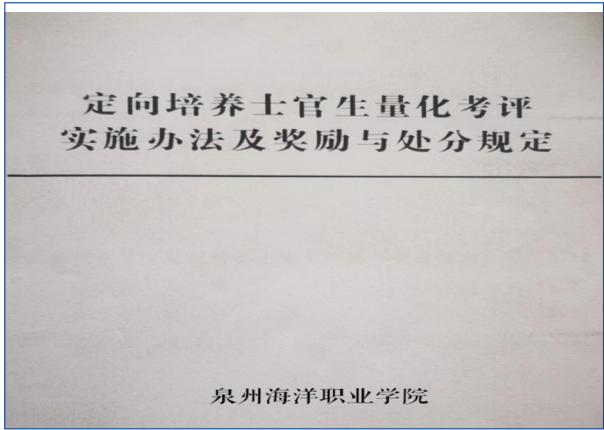 定向培养士官生量化考评
实施办法及奖励与处分规定
泉州海洋职业学院